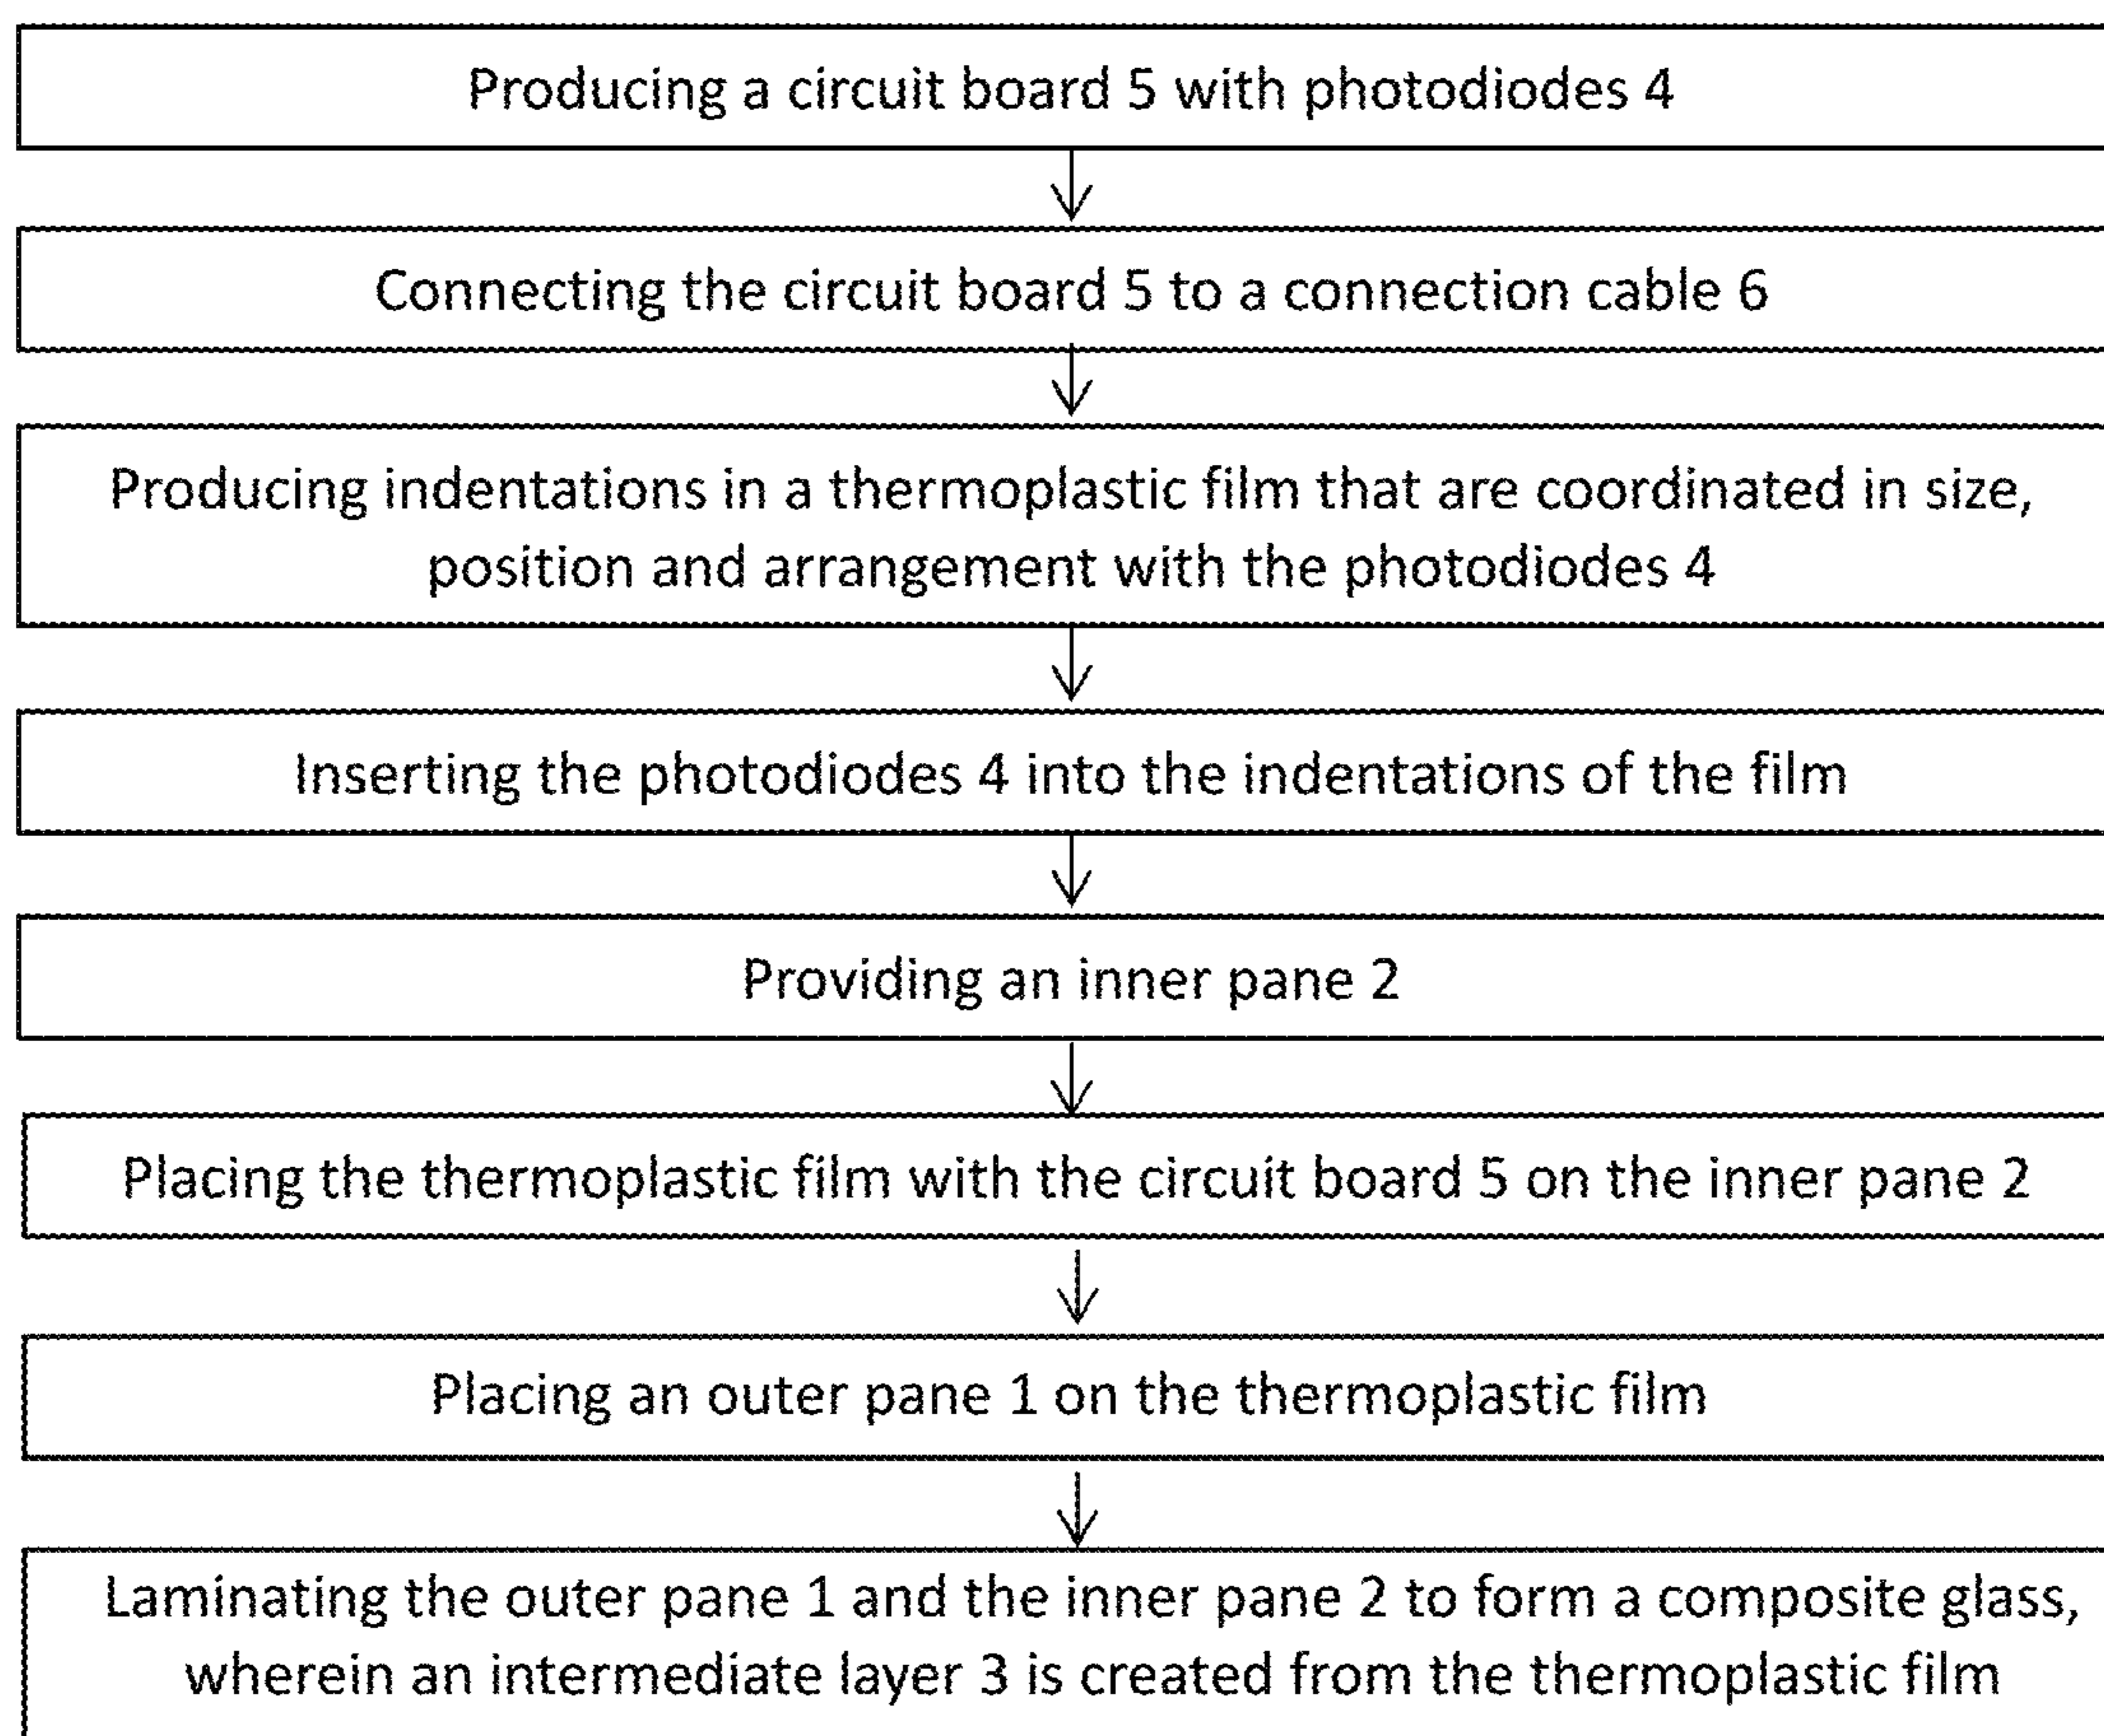 Producing a circuit board 5 with photodiodes 4
Connecting the circuit board 5 to a connection cable 6
Producing indentations in a thermoplastic film that are coordinated in size,
position and arrangement with the photodiodes 4
Inserting the photodiodes 4 into the indentations of the film
Providing an inner pane 2
Placing the thermoplastic film with the circuit board 5 on the inner pane 2
Placing an outer pane 1 on the thermoplastic film
Laminating the outer pane 1 and the inner pane 2 to form a composite glass,
wherein an intermediate layer 3 is created from the thermoplastic film